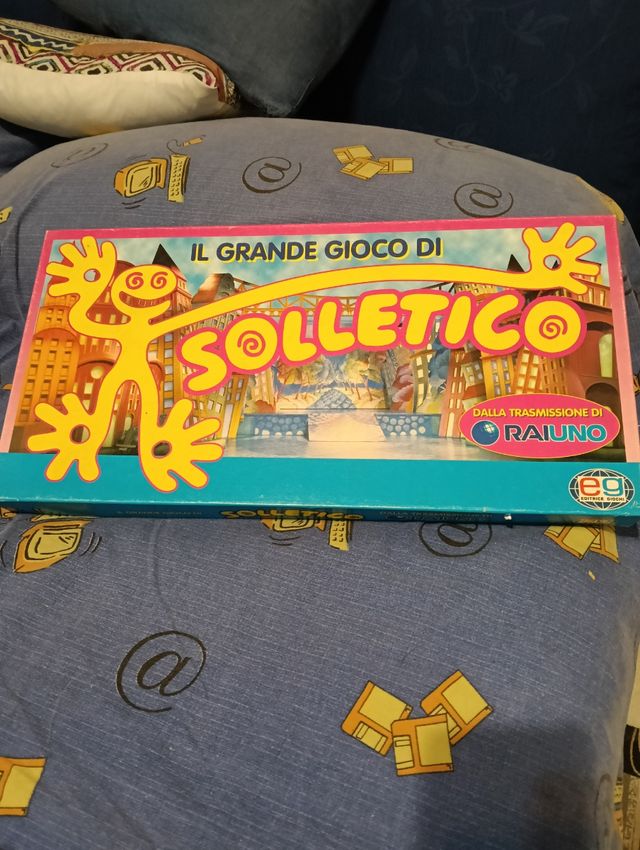 IL GRANDE GIOCO DI
SOLLETICO
DALLA TRASMISSIONE DI
RAIUNO
eg
EDITRICE GIOCHI
SOLLETICO
@
@
@
@
@